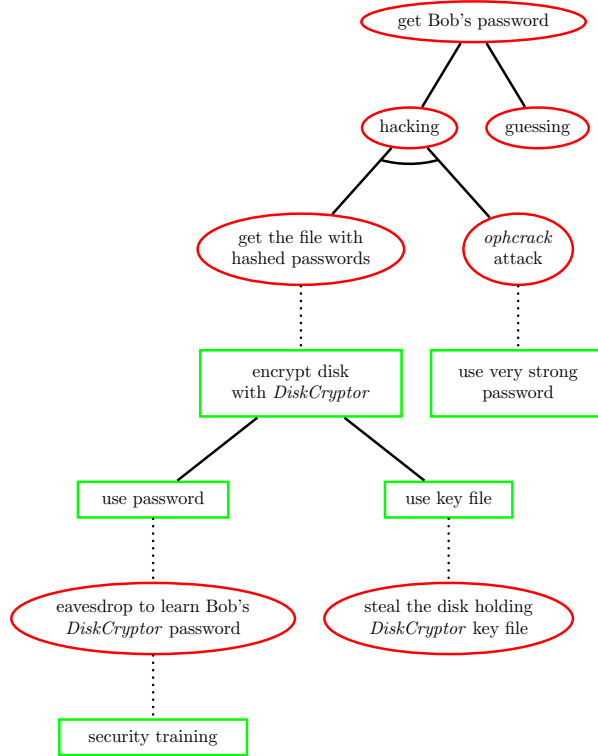 get Bob's password
hacking
guessing
get the file with
hashed passwords
ophcrack
attack
encrypt disk
with DiskCryptor
use very strong
password
use password
use key file
eavesdrop to learn Bob's
DiskCryptor password
steal the disk holding
DiskCryptor key file
security training